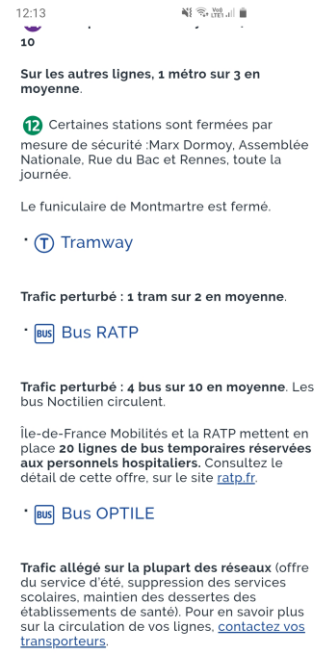 12:13
10
Sur les autres lignes, 1 métro sur 3 en
moyenne.
12 Certaines stations sont fermées par
mesure de sécurité :Marx Dormoy, Assemblée
Nationale, Rue du Bac et Rennes, toute la
journée.
Le funiculaire de Montmartre est fermé.
• T Tramway
Trafic perturbé : 1 tram sur 2 en moyenne.
• BUS Bus RATP
Trafic perturbé : 4 bus sur 10 en moyenne. Les
bus Noctilien circulent.
Île-de-France Mobilités et la RATP mettent en
place 20 lignes de bus temporaires réservées
aux personnels hospitaliers. Consultez le
détail de cette offre, sur le site ratp.fr.
• BUS Bus OPTILE
Trafic allégé sur la plupart des réseaux (offre
du service d'été, suppression des services
scolaires, maintien des dessertes des
établissements de santé). Pour en savoir plus
sur la circulation de vos lignes, contactez vos
transporteurs.